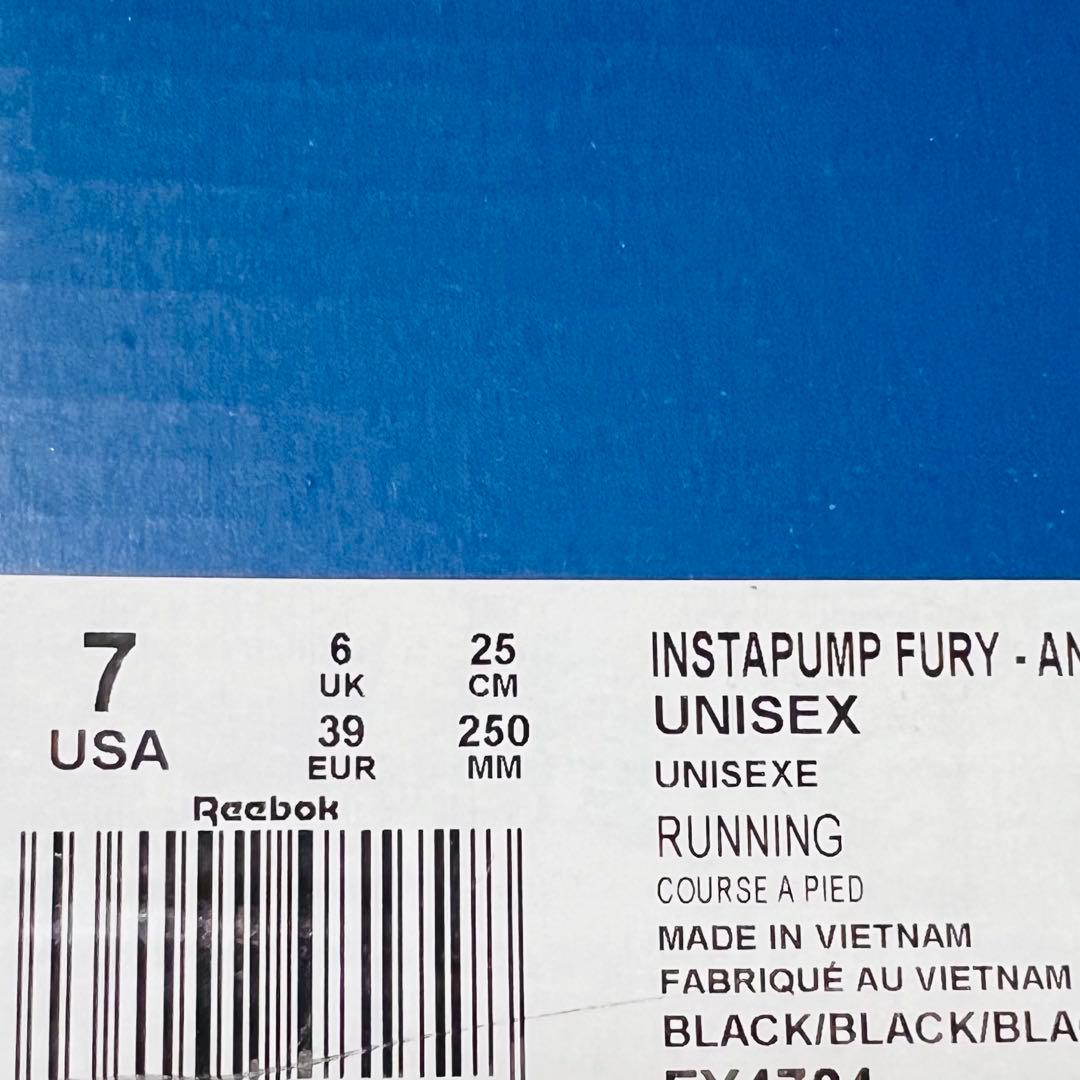 7
USA
6
UK
39
EUR
25
CM
250
MM
Reebok
INSTAPUMP FURY - AN
UNISEX
UNISEXE
RUNNING
COURSE A PIED
MADE IN VIETNAM
FABRIQUÉ AU VIETNAM
BLACK/BLACK/BLA